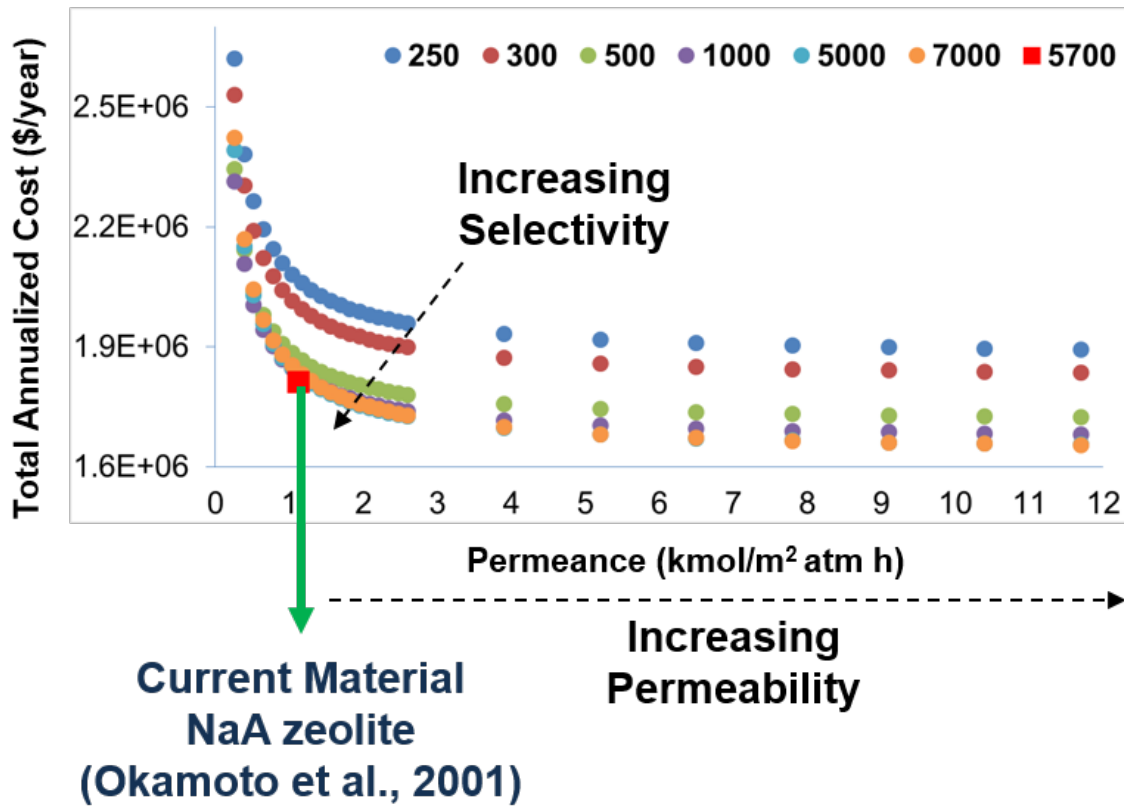 250 300 500 1000 5000 7000 5700
Total Annualized Cost ($/year)
2.5E+06
2.2E+06
1.9E+06
1.6E+06
Increasing
Selectivity
0 1 2 3 4 5 6 7 8 9 10 11 12
Permeance (kmol/m² atm h)
Increasing
Permeability
Current Material
NaA zeolite
(Okamoto et al., 2001)